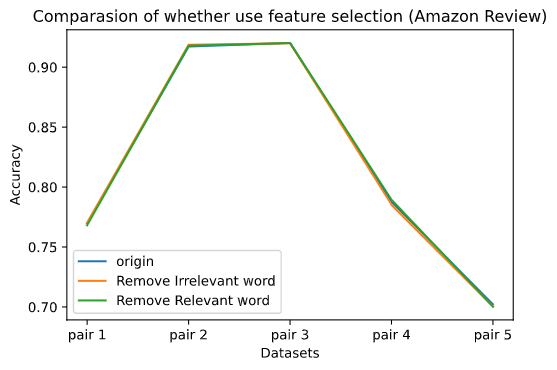 Comparasion of whether use feature selection (Amazon Review)
Accuracy
0.90
0.85
0.80
0.75
0.70
origin
Remove Irrelevant word
Remove Relevant word
pair 1 pair 2 pair 3 pair 4 pair 5
Datasets